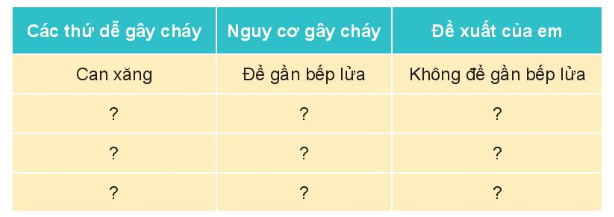 Các thứ dễ gây cháy Nguy cơ gây cháy Đề xuất của em
Can xăng Để gần bếp lửa Không để gần bếp lửa
? ? ?
? ? ?
? ? ?